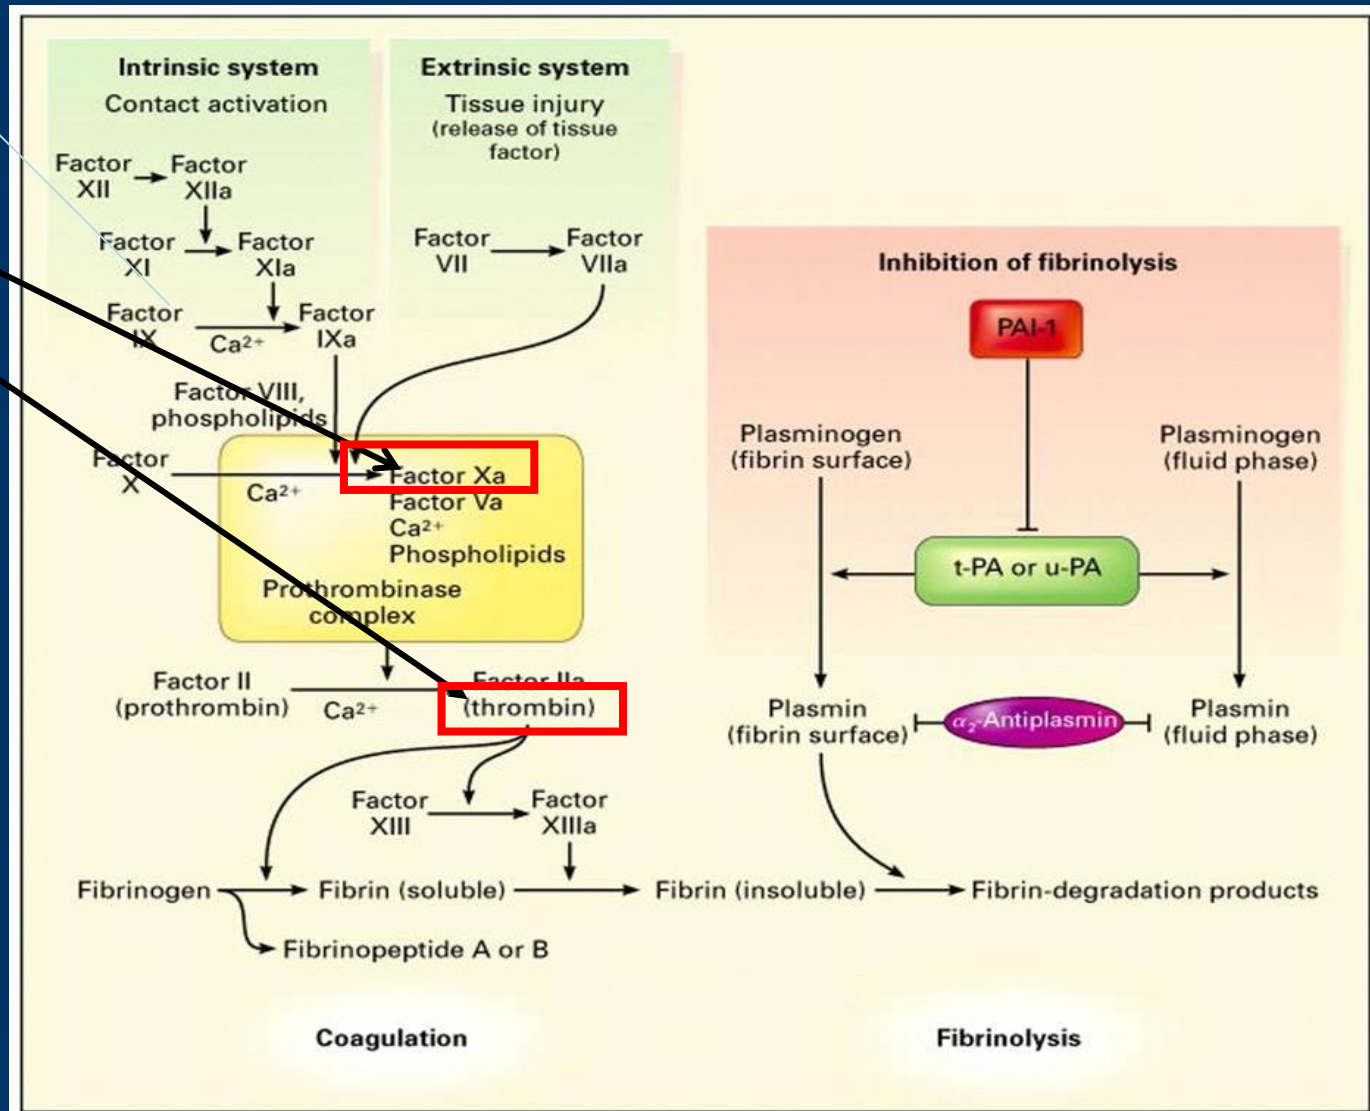 Intrinsic system
Contact activation
Factor
XII
Factor
XIIa
Factor
XI
Factor
XIa
Factor
IX
Ca²⁺
Factor
IXa
Extrinsic system
Tissue injury
(release of tissue
factor)
Factor
VII
Factor
VIIa
Factor VIII,
phospholipids
Factor
X
Ca²⁺
Factor Xa
Factor Va
Ca²⁺
Phospholipids
Prothrombinase
complex
Factor II
(prothrombin)
Ca²⁺
Factor IIa
(thrombin)
Factor
XIII
Factor
XIIIa
Fibrinogen
Fibrin (soluble)
Fibrin (insoluble)
Fibrin-degradation products
Fibrinopeptide A or B
Coagulation
Inhibition of fibrinolysis
PAI-1
Plasminogen
(fibrin surface)
Plasminogen
(fluid phase)
t-PA or u-PA
Plasmin
(fibrin surface)
α₂-Antiplasmin
Plasmin
(fluid phase)
Fibrinolysis